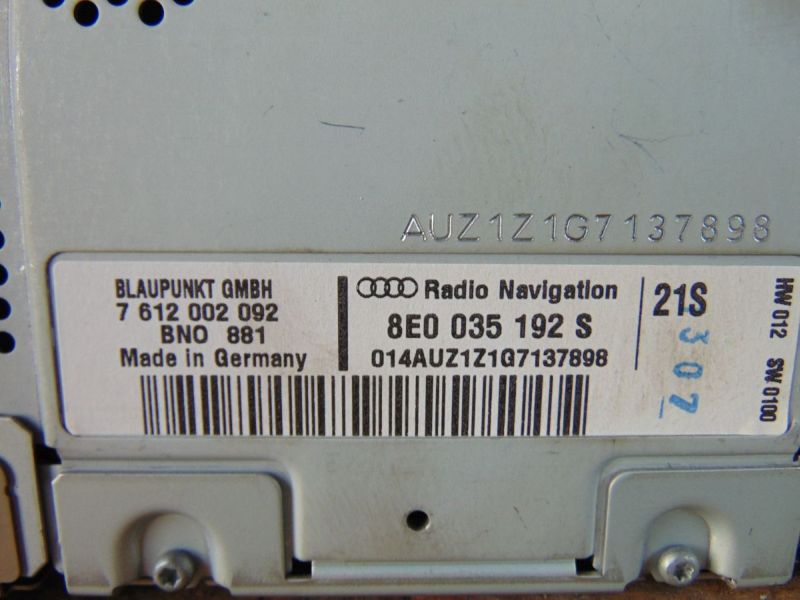 AUZ1Z1G7137898
BLAUPUNKT GMBH
7 612 002 092
BNO 881
Made in Germany
Radio Navigation
8E0 035 192 S
014AUZ1Z1G7137898
21S
307
HW 012 SW 0100